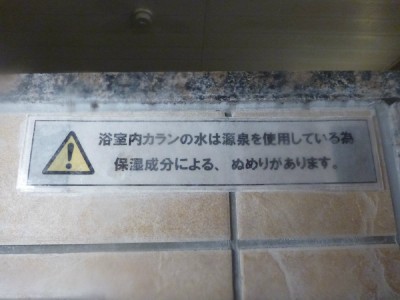 浴室内カランの水は源泉を使用している為
保湿成分による、ぬめりがあります。